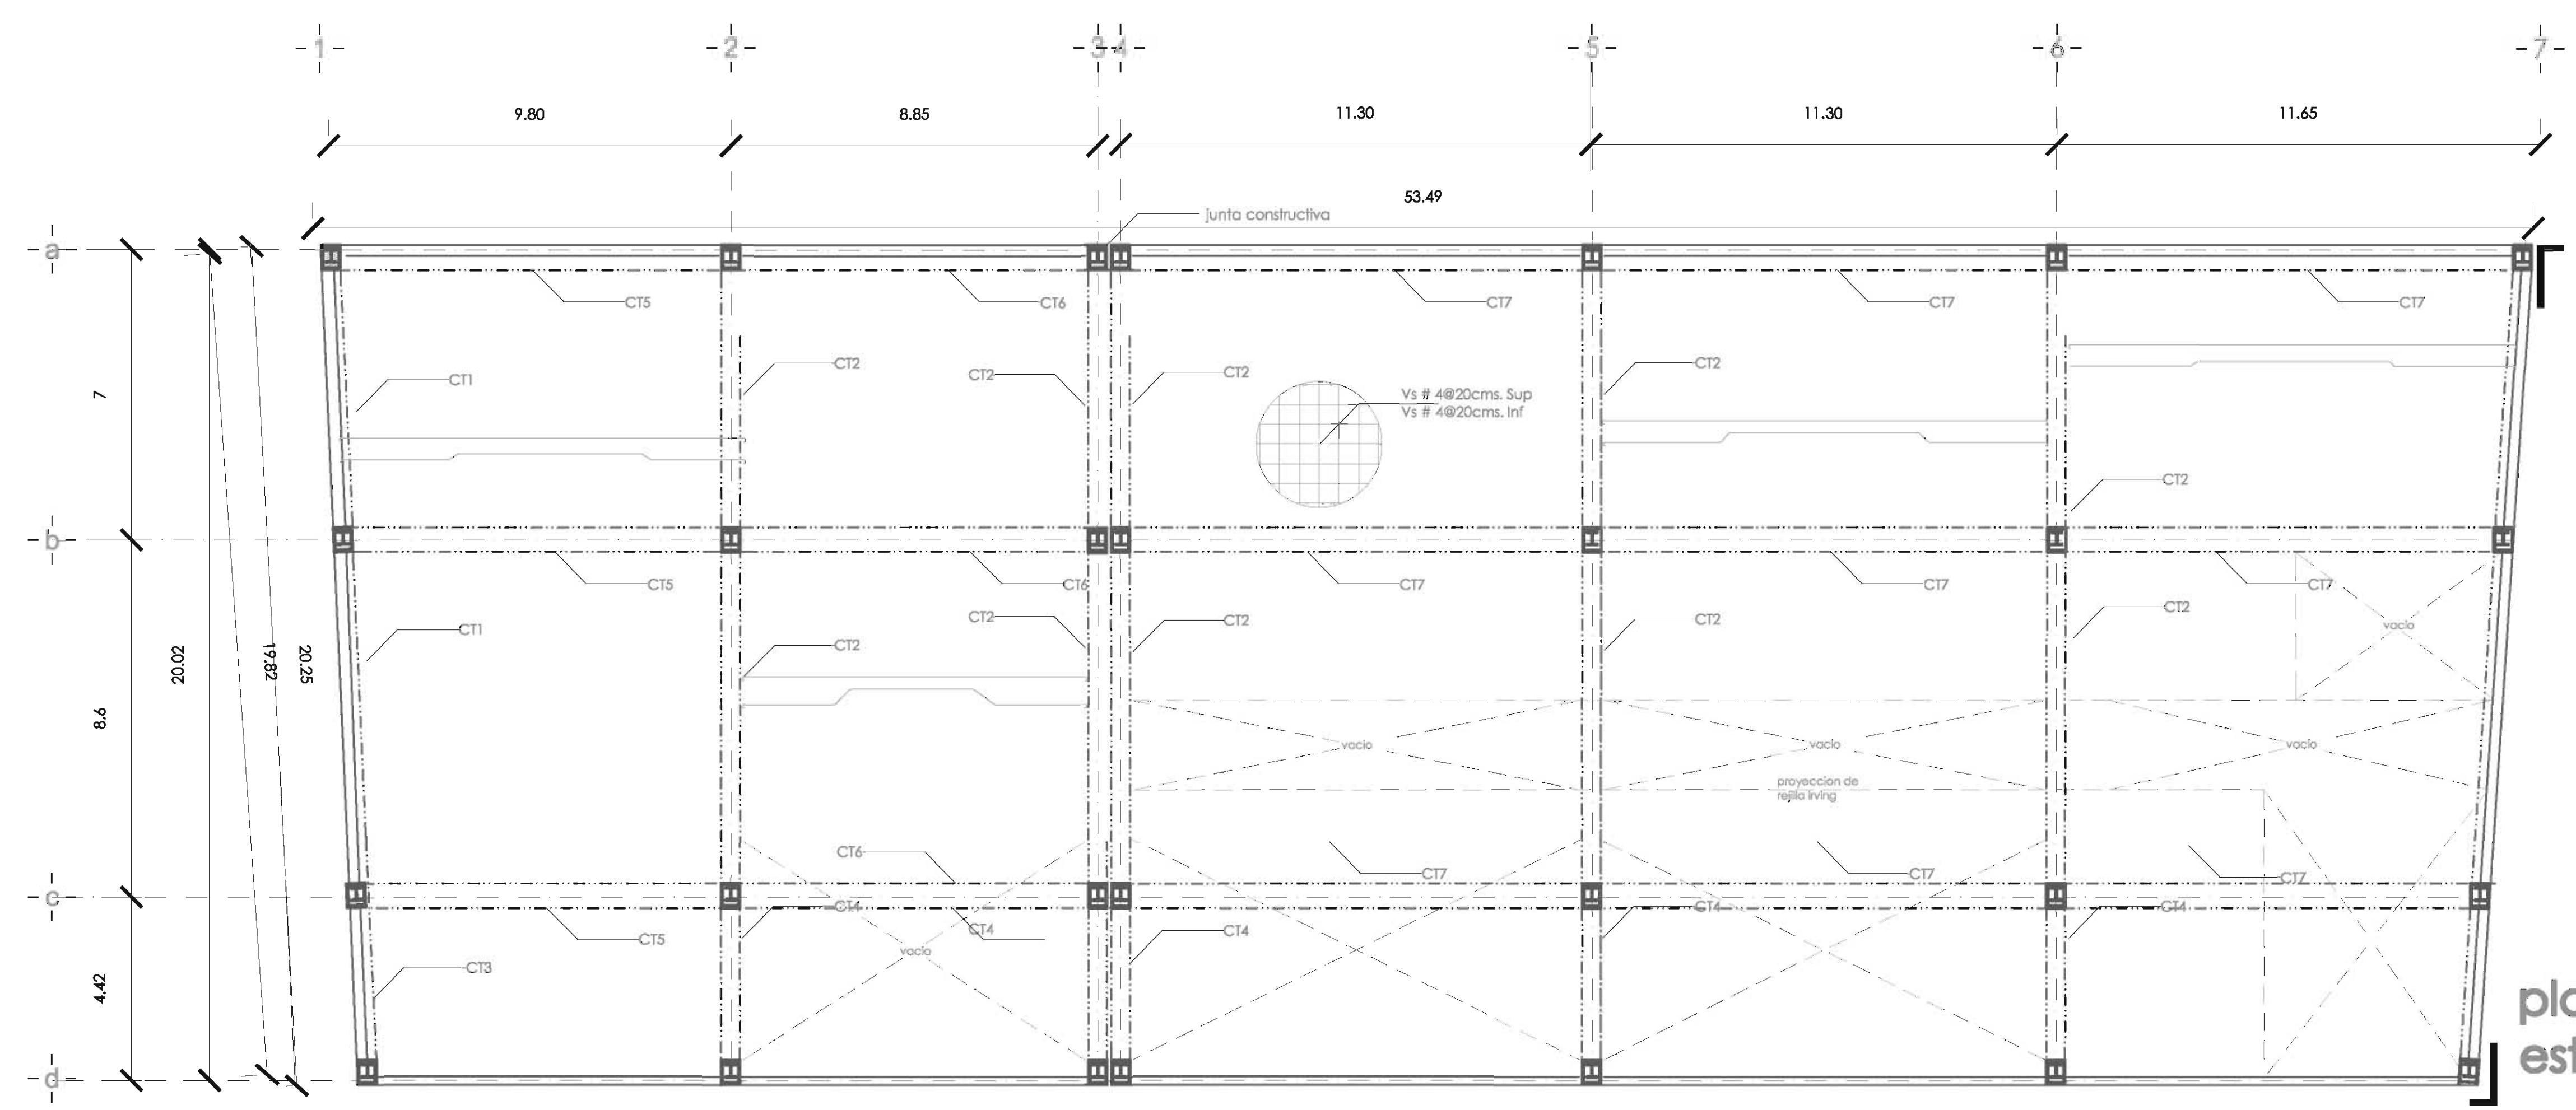 1 2 3 4 5 6 7
9.80 8.85 11.30 11.30 11.65
53.49
junta constructiva
a
CT5 CT6 CT7 CT7 CT7
CT2 CT2 CT2 CT2
CT1
7
Vs # 4@20cms. Sup
Vs # 4@20cms. Inf
CT2
b
CT5 CT6 CT7 CT7 CT7
CT2 CT2 CT2 CT2
CT1
vacio
CT2
20.02 19.82 20.25
8.6
vacio vacio vacio
proyeccion de
rejilla irving
CT6
CT7 CT7 CT7
c
CT4 CT4 CT4
CT5 CT4 CT4
vacio
CT3
4.42
d